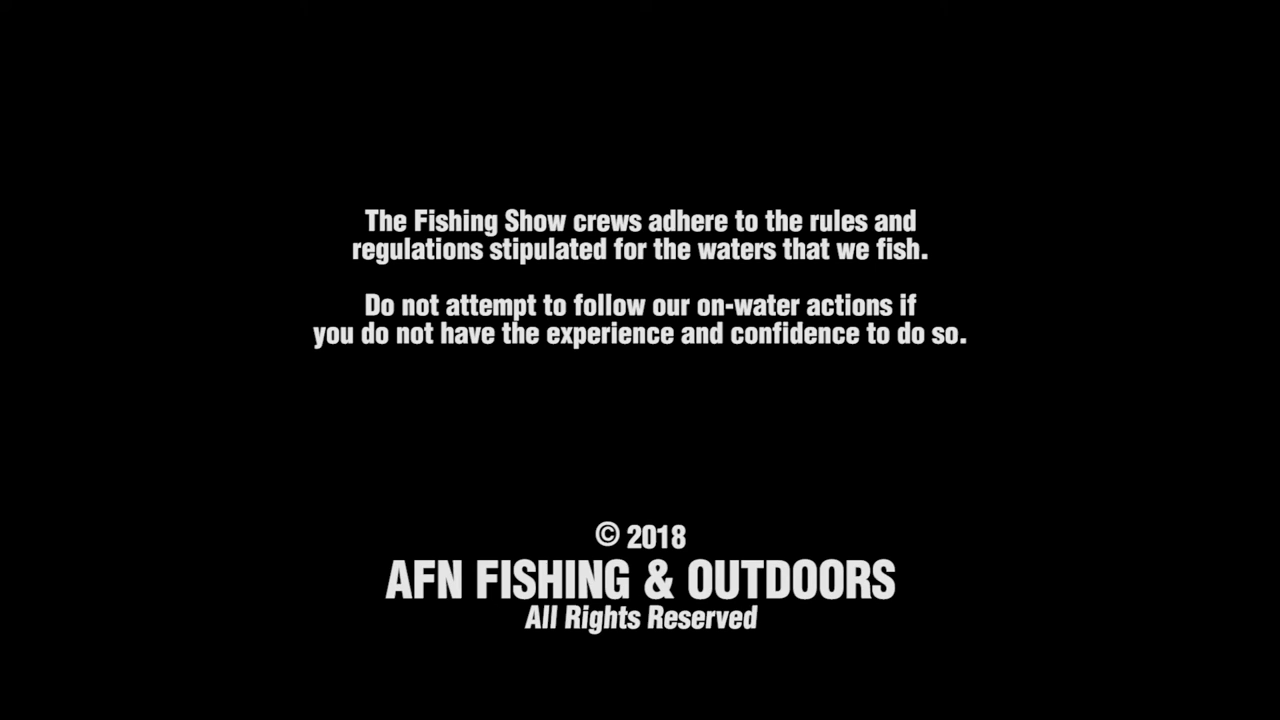 The Fishing Show crews adhere to the rules and
regulations stipulated for the waters that we fish.
Do not attempt to follow our on-water actions if
you do not have the experience and confidence to do so.
© 2018
AFN FISHING & OUTDOORS
All Rights Reserved